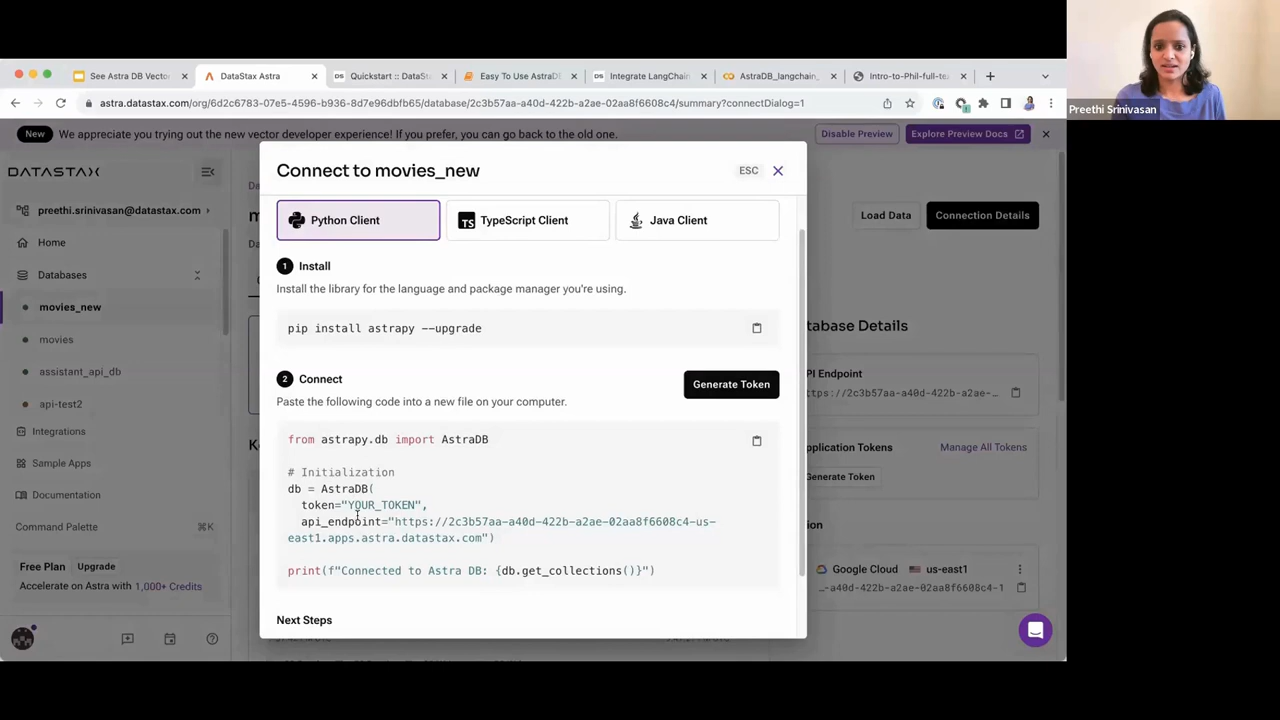 See Astra DB Vector
DataStax Astra
Quickstart :: DataSta
Easy To Use AstraDB
Integrate LangChain
AstraDB_langchain_
Intro-to-Phil-full-te
astra.datastax.com/org/6d2c6783-07e5-4596-b936-8d7e96dbfb65/database/2c3b57aa-a40d-422b-a2ae-02aa8f6608c4/summary?connectDialog=1
Preethi Srinivasan
New We appreciate you trying out the new vector developer experience! If you prefer, you can go back to the old one.
Disable Preview
Explore Preview Docs
DATASTAX
preethi.srinivasan@datastax.com
Home
Databases
movies_new
movies
assistant_api_db
api-test2
Integrations
Sample Apps
Documentation
Command Palette ⌘K
Free Plan Upgrade
Accelerate on Astra with 1,000+ Credits
Connect to movies_new
ESC
Python Client
TS TypeScript Client
Java Client
1 Install
Install the library for the language and package manager you're using.
pip install astrapy --upgrade
2 Connect
Generate Token
Paste the following code into a new file on your computer.
from astrapy.db import AstraDB
# Initialization
db = AstraDB(
token="YOUR_TOKEN",
api_endpoint="https://2c3b57aa-a40d-422b-a2ae-02aa8f6608c4-us-
east1.apps.astra.datastax.com")
print(f"Connected to Astra DB: {db.get_collections()}")
Next Steps
Load Data
Connection Details
tabase Details
PI Endpoint
ttps://2c3b57aa-a40d-422b-a2ae-…
pplication Tokens
Manage All Tokens
Generate Token
Google Cloud us-east1
…-a40d-422b-a2ae-02aa8f6608c4-1